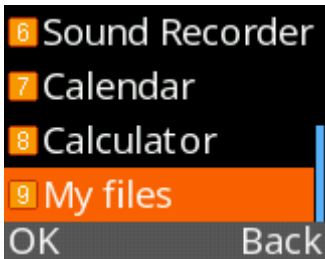 6 Sound Recorder
7 Calendar
8 Calculator
9 My files
OK Back